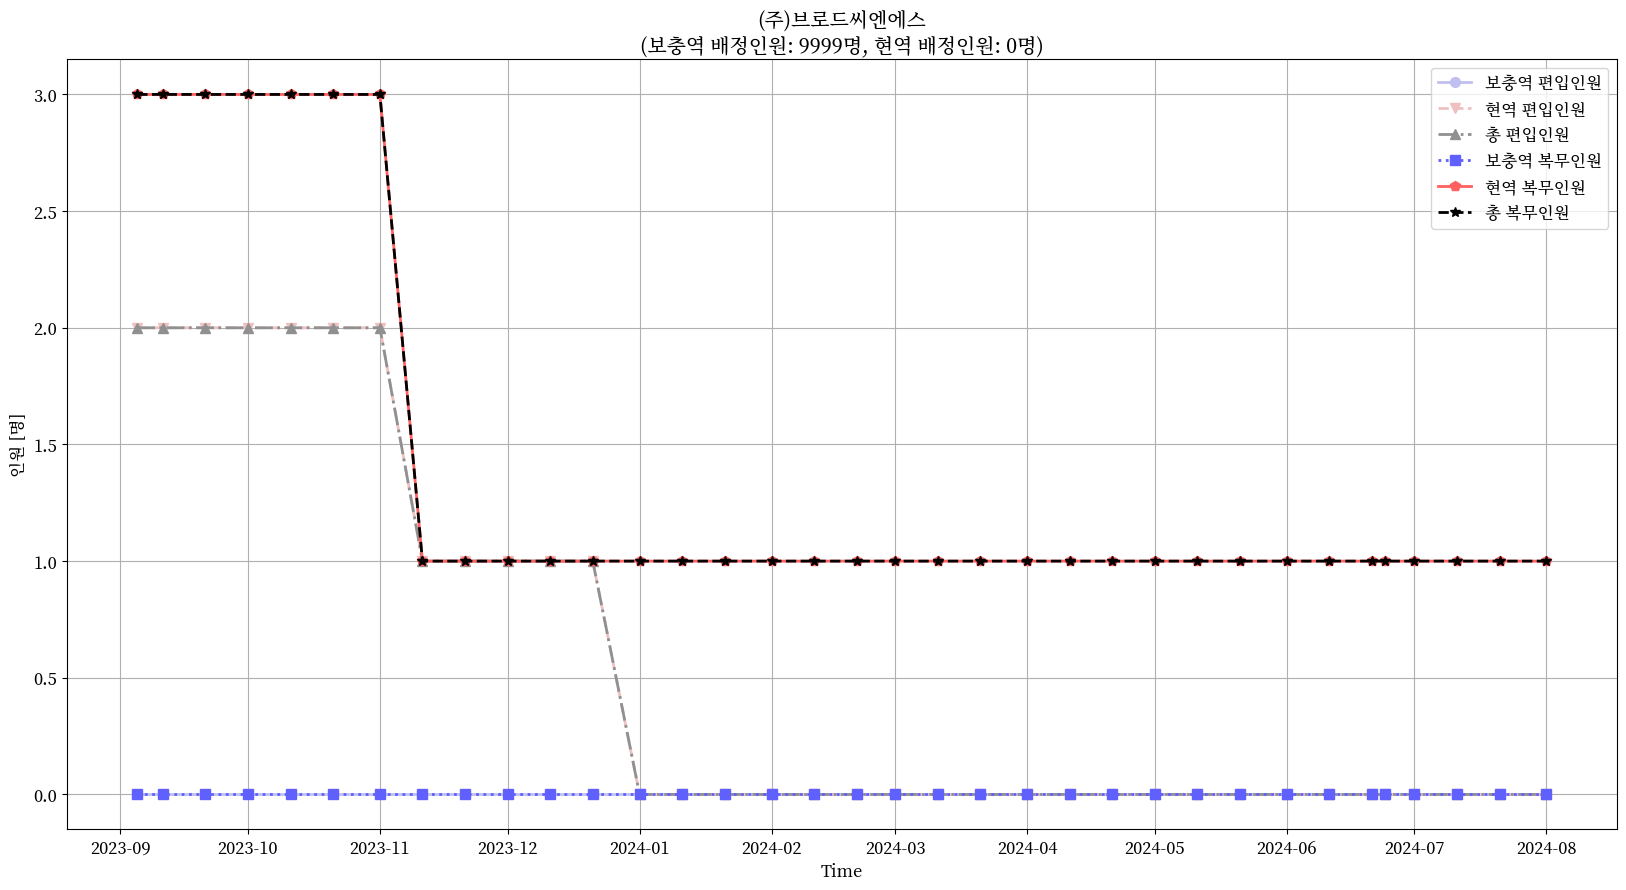 (주)브로드씨엔에스
(보충역 배정인원: 9999명, 현역 배정인원: 0명)
보충역 편입인원
현역 편입인원
총 편입인원
보충역 복무인원
현역 복무인원
총 복무인원
인원 [명]
3.0
2.5
2.0
1.5
1.0
0.5
0.0
2023-09
2023-10
2023-11
2023-12
2024-01
2024-02
2024-03
2024-04
2024-05
2024-06
2024-07
2024-08
Time